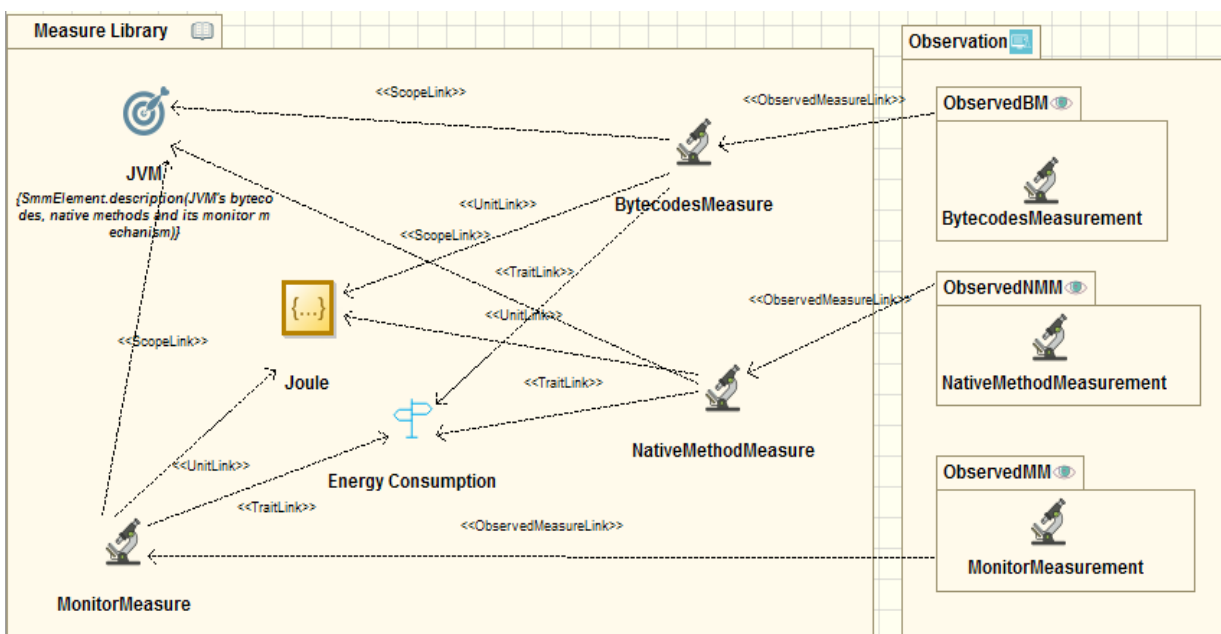 Measure Library
Observation
<<ScopeLink>>
<<ObservedMeasureLink>>
ObservedBM
JVM
{SmmElement.description(JVM's byteco
des, native methods and its monitor m
echanism)}
BytecodesMeasure
BytecodesMeasurement
<<UnitLink>>
<<ScopeLink>>
<<TraitLink>>
<<ObservedMeasureLink>>
ObservedNMM
{...}
<<UnitLink>>
<<ScopeLink>>
Joule
<<TraitLink>>
NativeMethodMeasurement
NativeMethodMeasure
<<UnitLink>>
Energy Consumption
ObservedMM
<<TraitLink>>
<<ObservedMeasureLink>>
MonitorMeasurement
MonitorMeasure